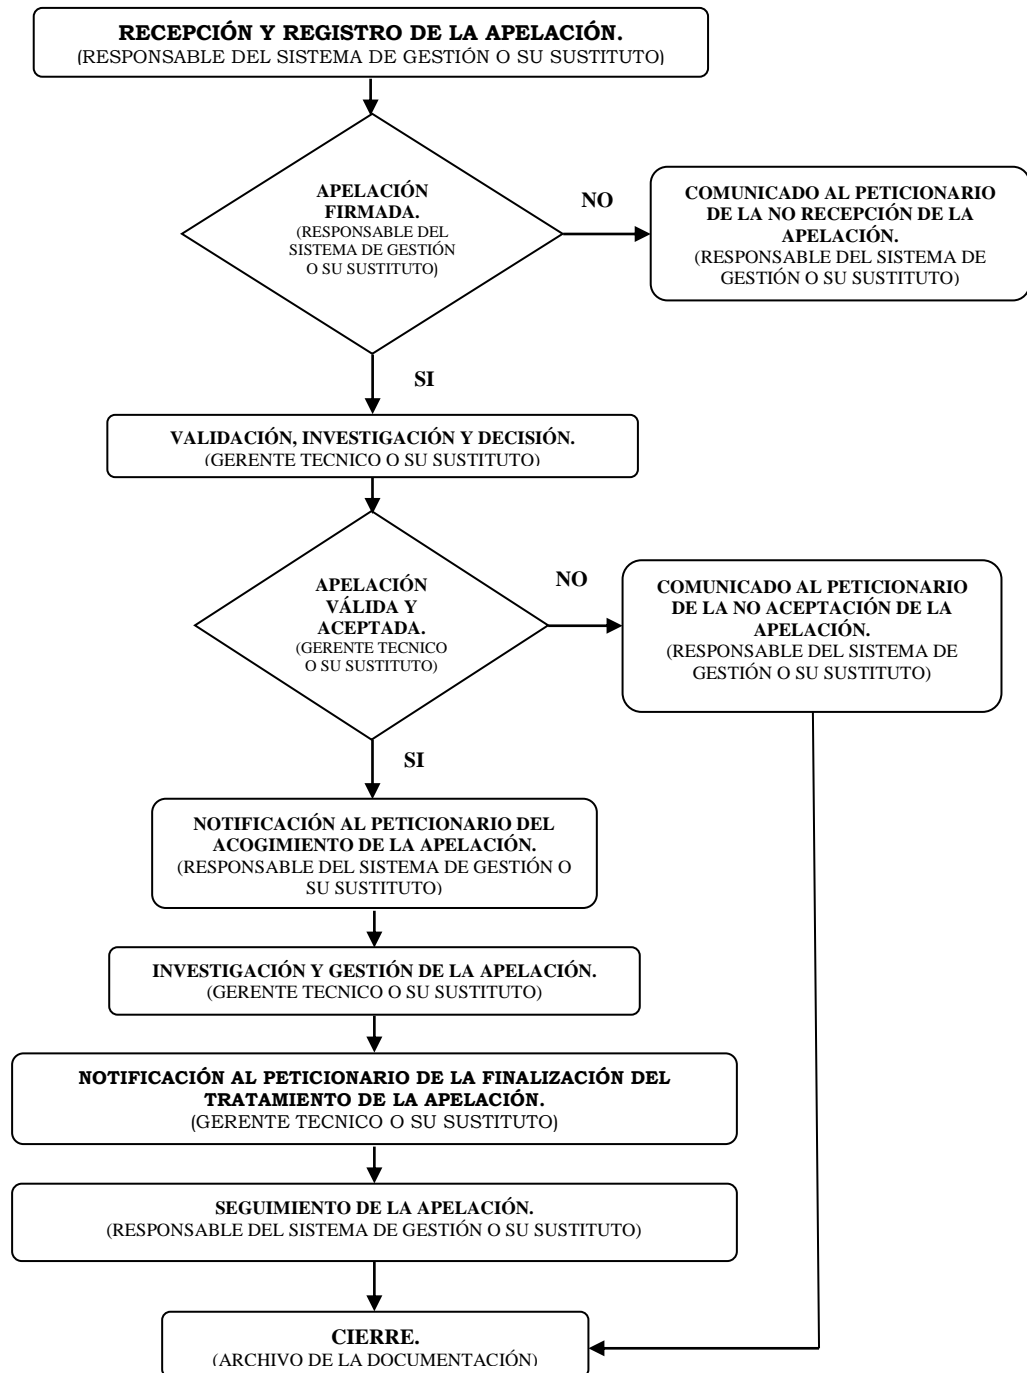 RECEPCIÓN Y REGISTRO DE LA APELACIÓN.
(RESPONSABLE DEL SISTEMA DE GESTIÓN O SU SUSTITUTO)
APELACIÓN
FIRMADA.
(RESPONSABLE DEL
SISTEMA DE GESTIÓN
O SU SUSTITUTO)
NO
COMUNICADO AL PETICIONARIO
DE LA NO RECEPCIÓN DE LA
APELACIÓN.
(RESPONSABLE DEL SISTEMA DE
GESTIÓN O SU SUSTITUTO)
SI
VALIDACIÓN, INVESTIGACIÓN Y DECISIÓN.
(GERENTE TECNICO O SU SUSTITUTO)
APELACIÓN
VÁLIDA Y
ACEPTADA.
(GERENTE TECNICO
O SU SUSTITUTO)
NO
COMUNICADO AL PETICIONARIO
DE LA NO ACEPTACIÓN DE LA
APELACIÓN.
(RESPONSABLE DEL SISTEMA DE
GESTIÓN O SU SUSTITUTO)
SI
NOTIFICACIÓN AL PETICIONARIO DEL
ACOGIMIENTO DE LA APELACIÓN.
(RESPONSABLE DEL SISTEMA DE GESTIÓN O
SU SUSTITUTO)
INVESTIGACIÓN Y GESTIÓN DE LA APELACIÓN.
(GERENTE TECNICO O SU SUSTITUTO)
NOTIFICACIÓN AL PETICIONARIO DE LA FINALIZACIÓN DEL
TRATAMIENTO DE LA APELACIÓN.
(GERENTE TECNICO O SU SUSTITUTO)
SEGUIMIENTO DE LA APELACIÓN.
(RESPONSABLE DEL SISTEMA DE GESTIÓN O SU SUSTITUTO)
CIERRE.
(ARCHIVO DE LA DOCUMENTACIÓN)